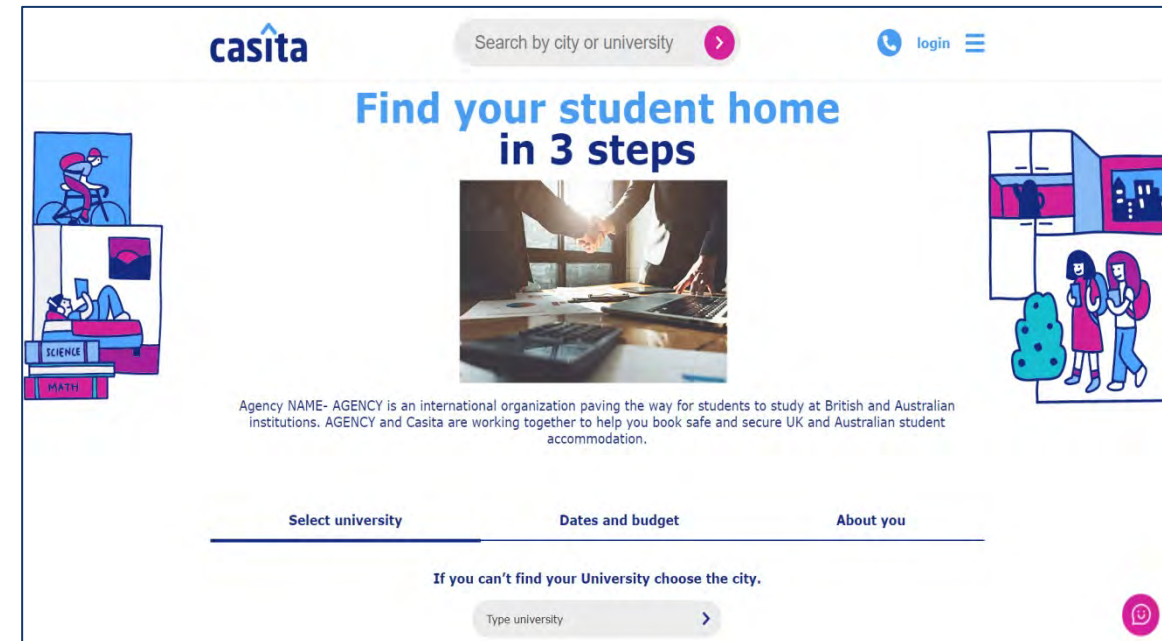 casîta
Search by city or university
login
Find your student home
in 3 steps
SCIENCE
MATH
Agency NAME- AGENCY is an international organization paving the way for students to study at British and Australian
institutions. AGENCY and Casita are working together to help you book safe and secure UK and Australian student
accommodation.
Select university
Dates and budget
About you
If you can't find your University choose the city.
Type university